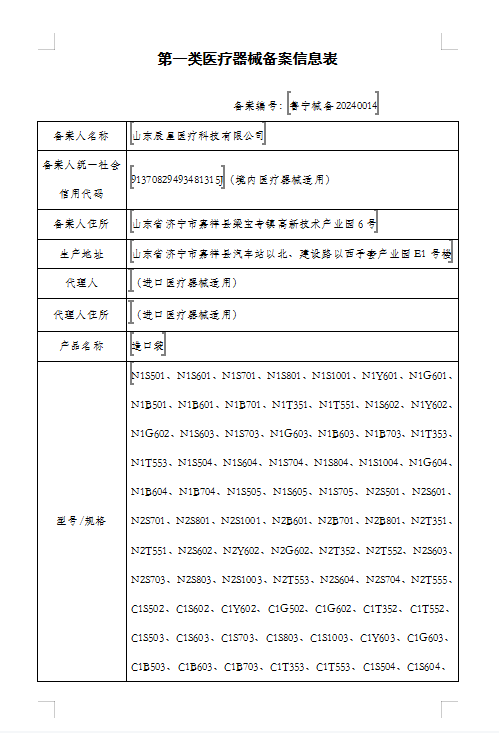 第一类医疗器械备案信息表
备案编号：鲁宁械备20240014
备案人名称 山东辰星医疗科技有限公司
备案人统一社会信用代码 91370829493481315J（境内医疗器械适用）
备案人住所 山东省济宁市嘉祥县梁宝寺镇高新技术产业园6号
生产地址 山东省济宁市嘉祥县汽车站以北、建设路以西手套产业园E1号楼
代理人 （进口医疗器械适用）
代理人住所 （进口医疗器械适用）
产品名称 造口袋
型号/规格
N1S501、N1S601、N1S701、N1S801、N1S1001、N1Y601、N1G601、
N1B501、N1B601、N1B701、N1T351、N1T551、N1S602、N1Y602、
N1G602、N1S603、N1S703、N1G603、N1B603、N1B703、N1T353、
N1T553、N1S504、N1S604、N1S704、N1S804、N1S1004、N1G604、
N1B604、N1B704、N1S505、N1S605、N1S705、N2S501、N2S601、
N2S701、N2S801、N2S1001、N2B601、N2B701、N2B801、N2T351、
N2T551、N2S602、N2Y602、N2G602、N2T352、N2T552、N2S603、
N2S703、N2S803、N2S1003、N2T553、N2S604、N2S704、N2T555、
C1S502、C1S602、C1Y602、C1G502、C1G602、C1T352、C1T552、
C1S503、C1S603、C1S703、C1S803、C1S1003、C1Y603、C1G603、
C1B503、C1B603、C1B703、C1T353、C1T553、C1S504、C1S604、